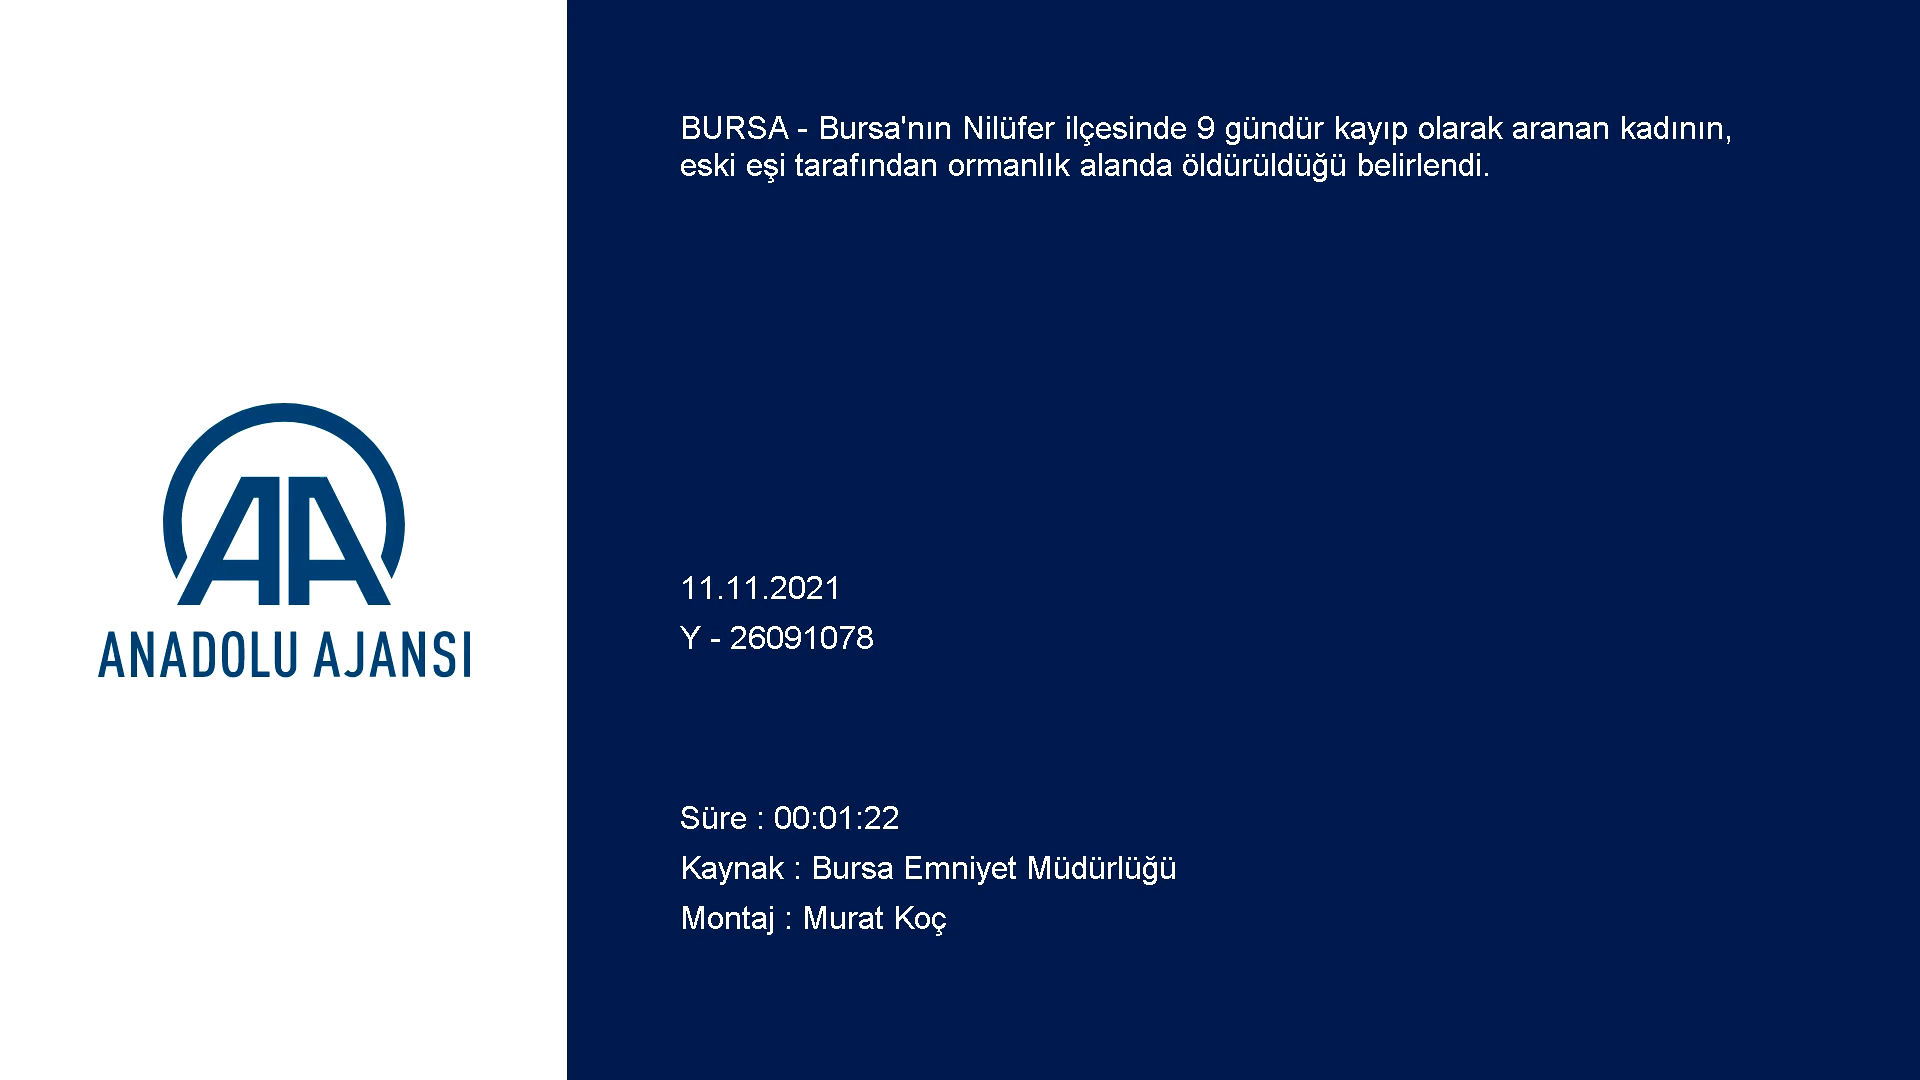 BURSA - Bursa'nın Nilüfer ilçesinde 9 gündür kayıp olarak aranan kadının,
eski eşi tarafından ormanlık alanda öldürüldüğü belirlendi.
AA
ANADOLU AJANSI
11.11.2021
Y - 26091078
Süre : 00:01:22
Kaynak : Bursa Emniyet Müdürlüğü
Montaj : Murat Koç